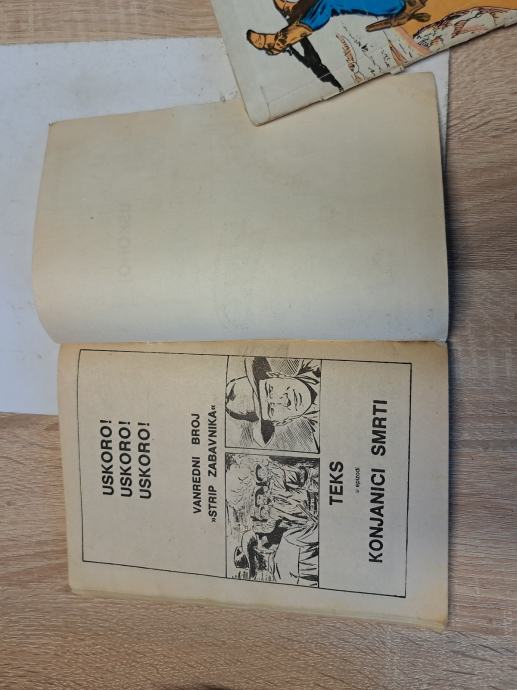 USKORO!
USKORO!
USKORO!
VANREDNI BROJ
»STRIP ZABAVNIKA«
TEKS
u epizodi
KONJANICI SMRTI